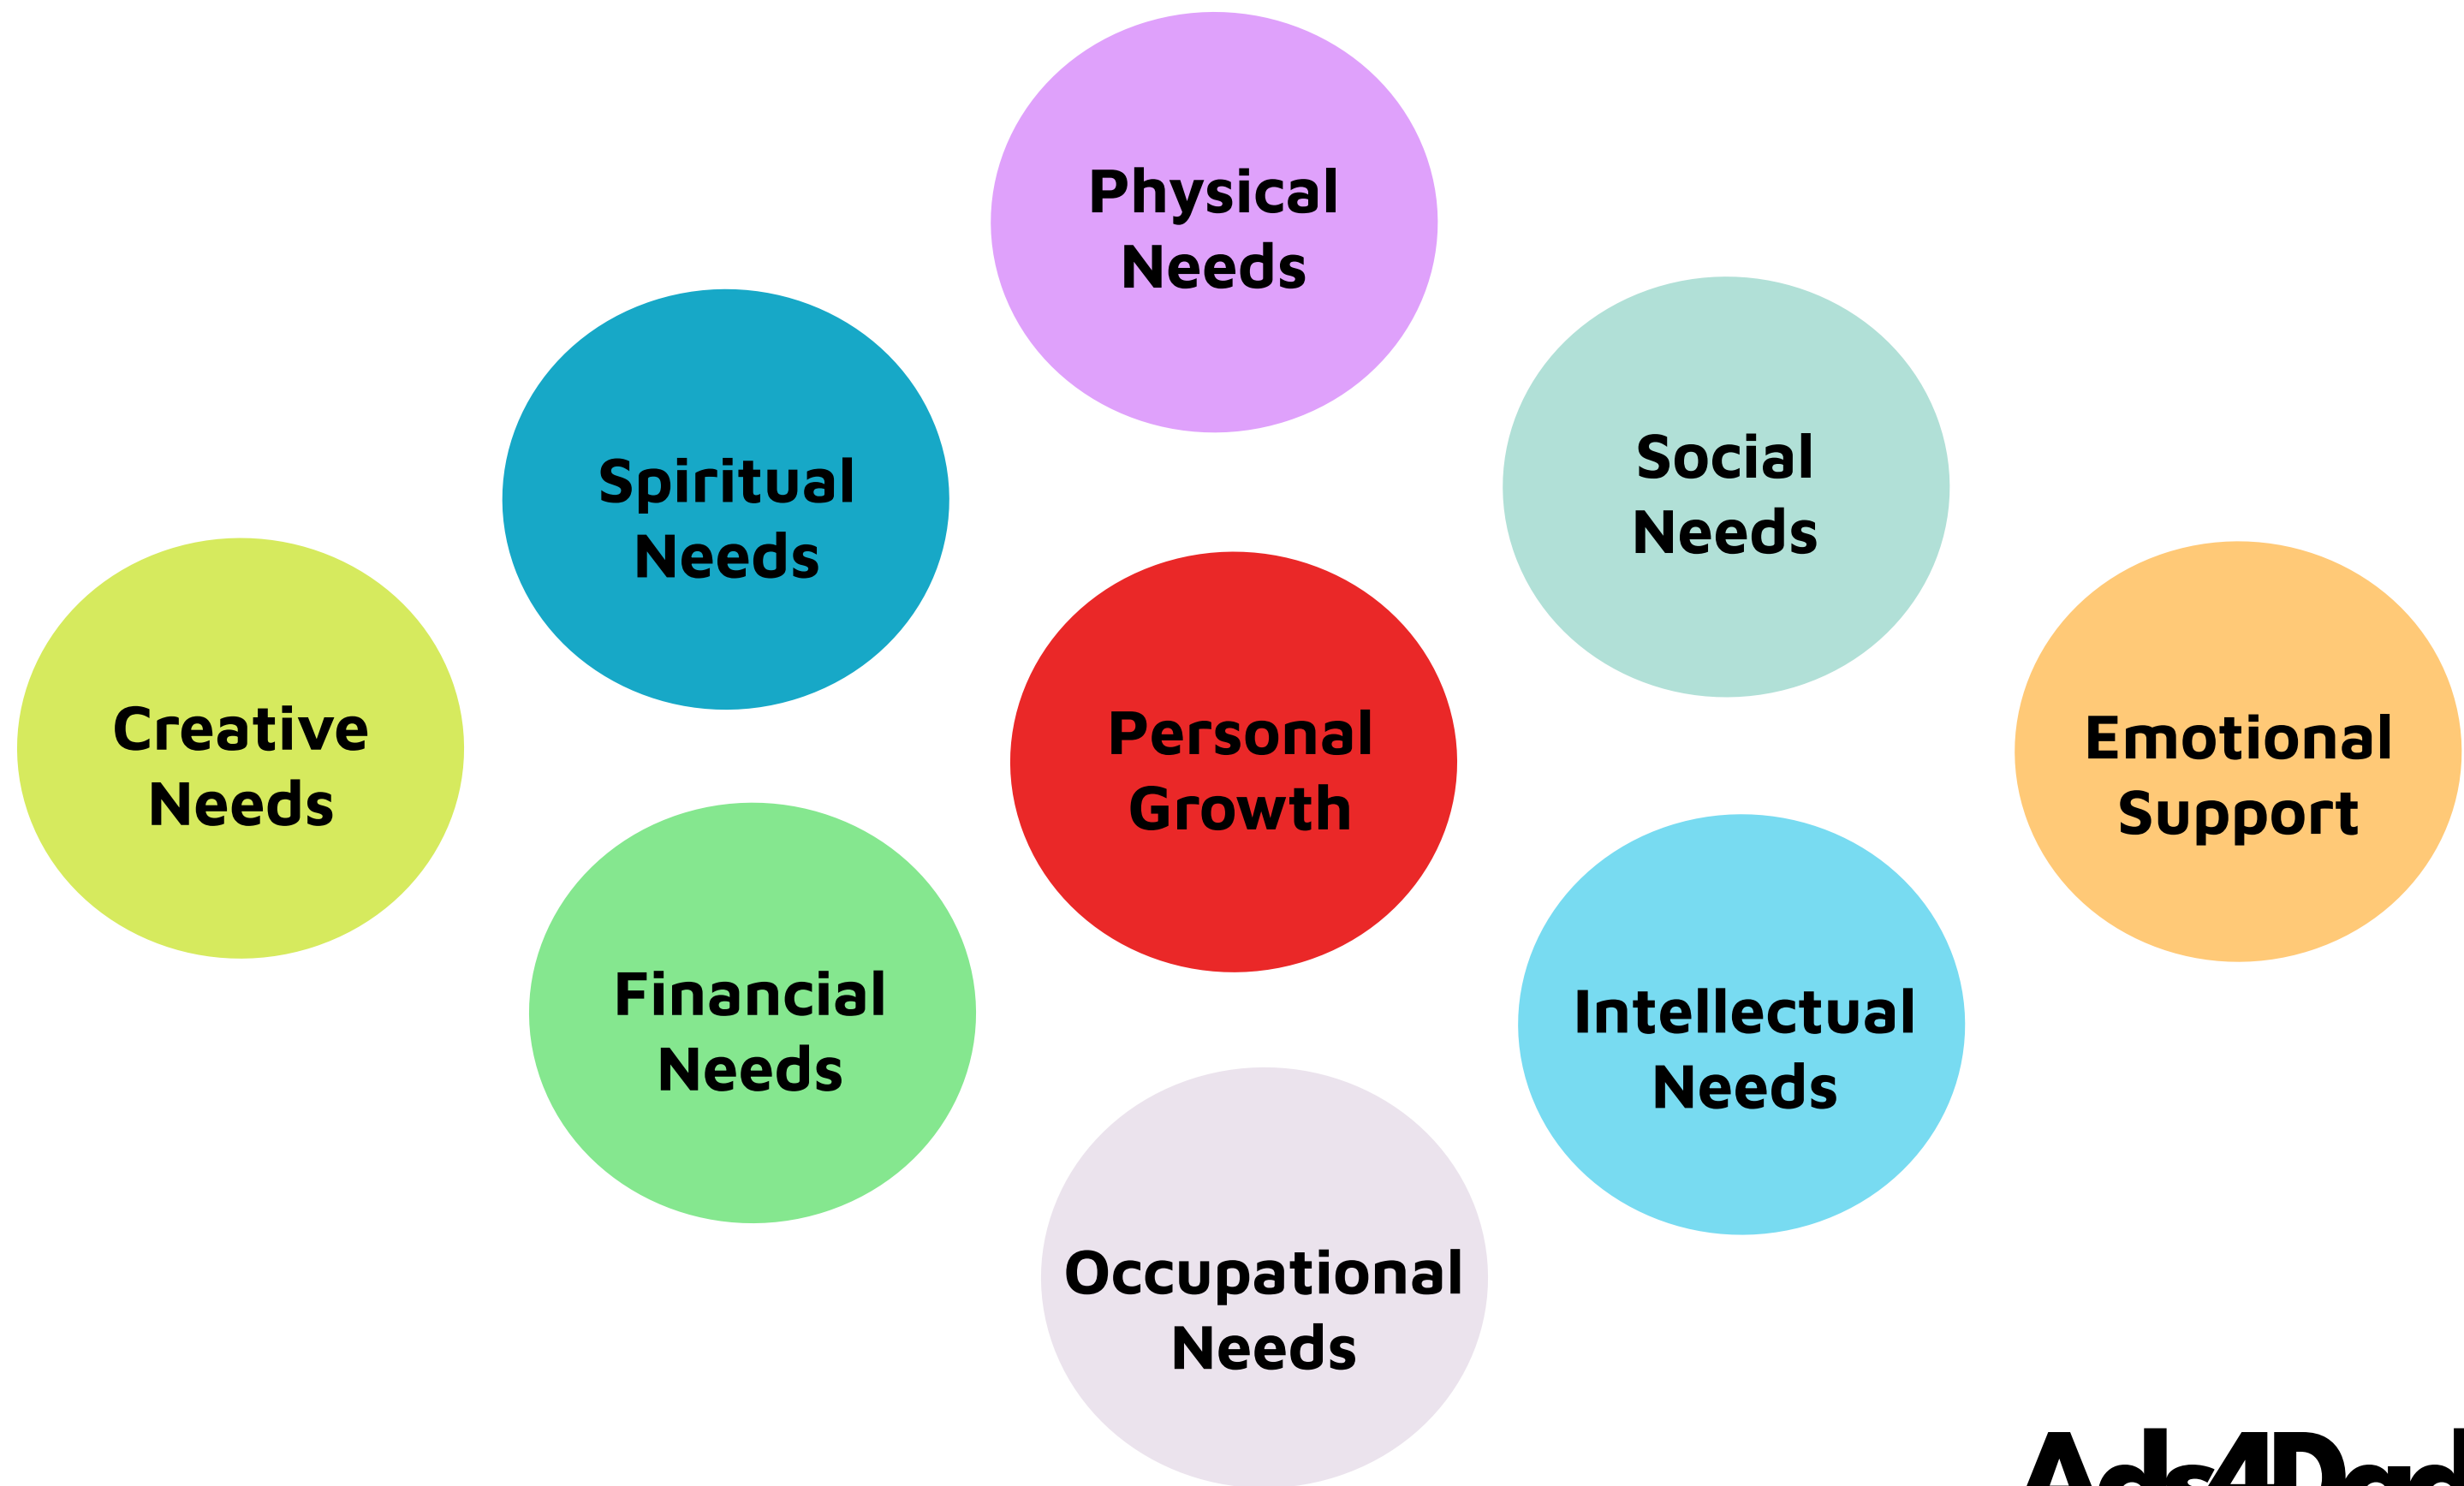 Physical
Needs
Social
Needs
Spiritual
Needs
Creative
Needs
Personal
Growth
Emotional
Support
Financial
Needs
Intellectual
Needs
Occupational
Needs